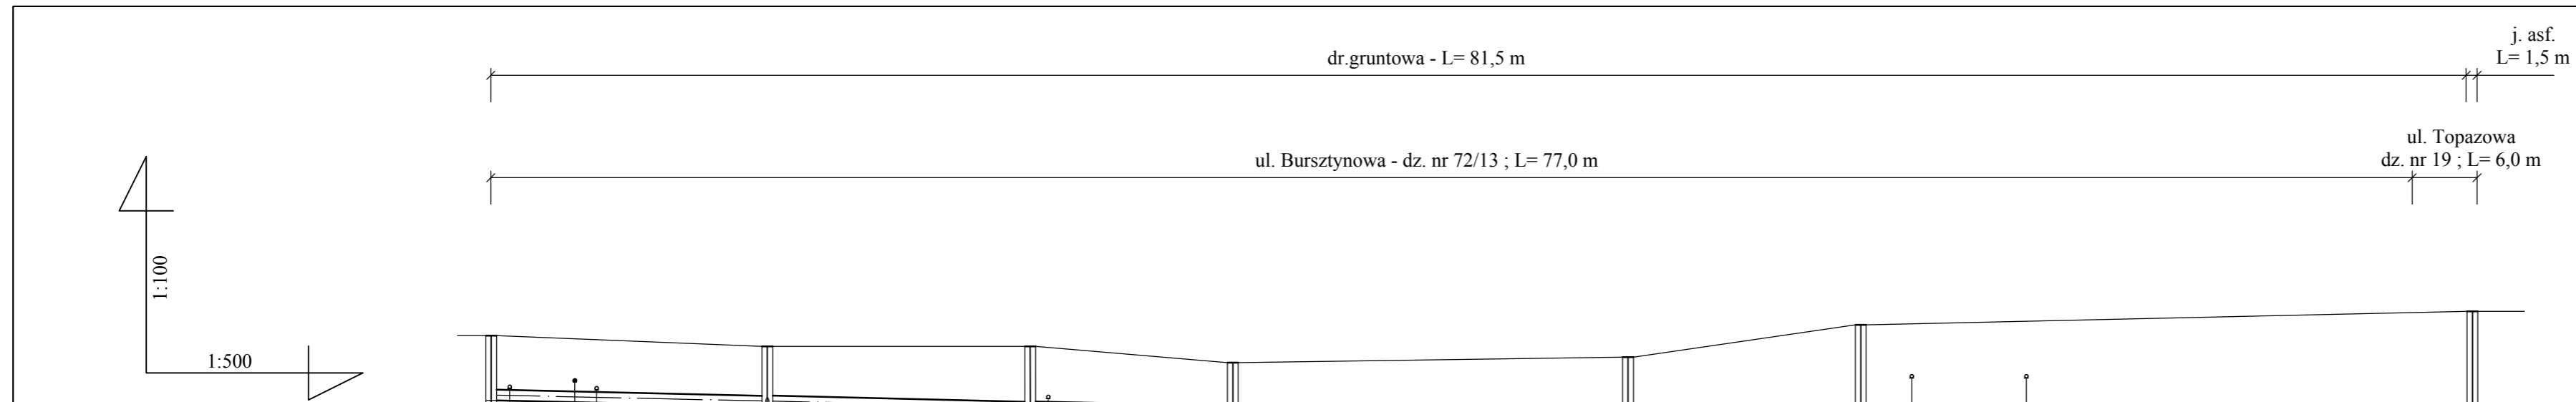 j. asf.
dr.gruntowa - L= 81,5 m
L= 1,5 m
ul. Topazowa
ul. Bursztynowa - dz. nr 72/13 ; L= 77,0 m
dz. nr 19 ; L= 6,0 m
1:100
1:500